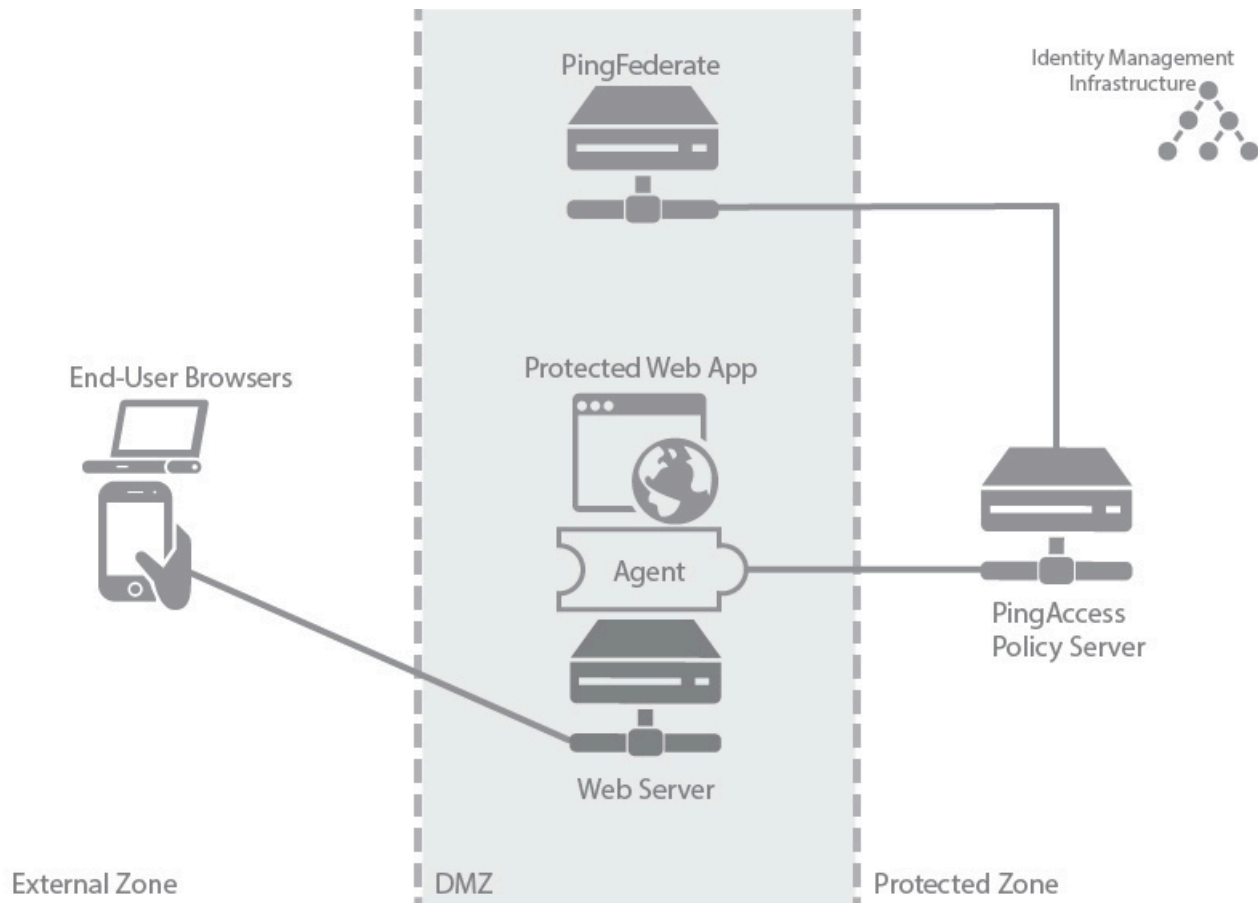 PingFederate
Identity Management
Infrastructure
End-User Browsers
Protected Web App
Agent
PingAccess
Policy Server
Web Server
External Zone
DMZ
Protected Zone